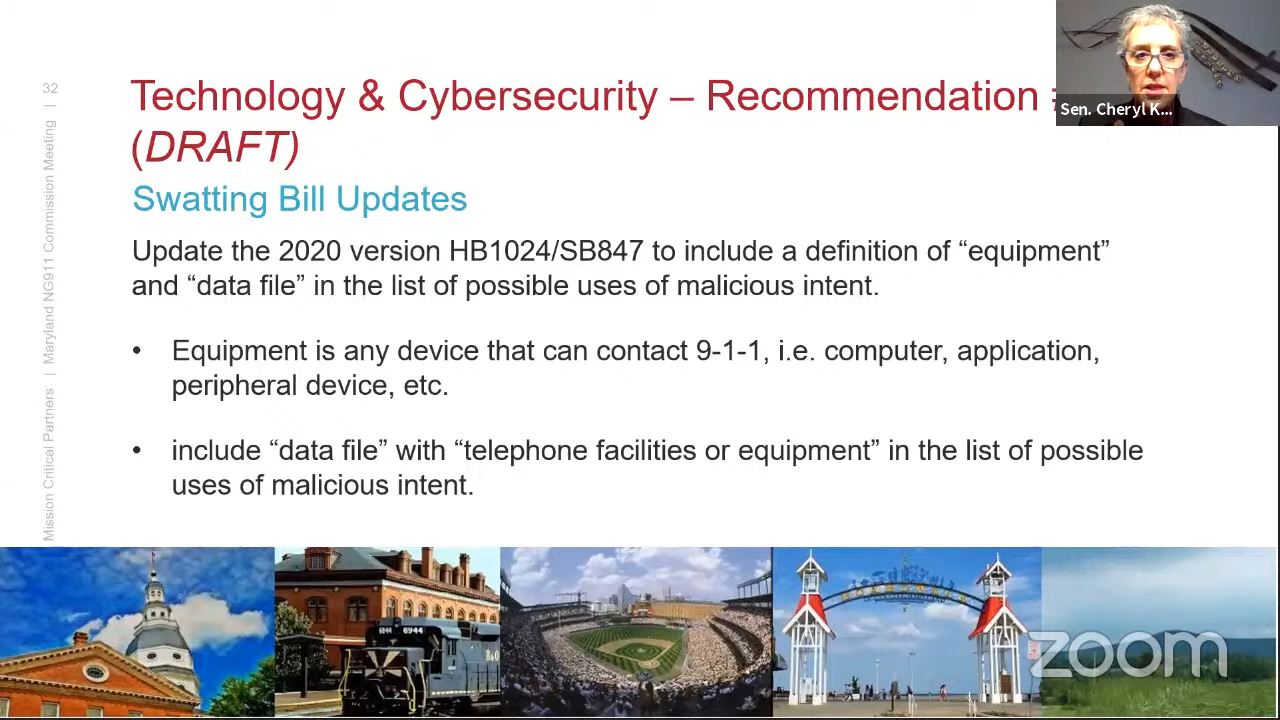 32
Mission Critical Partners | Maryland NG911 Commission Meeting |
Technology & Cybersecurity – Recommendation
(DRAFT)
Swatting Bill Updates
Update the 2020 version HB1024/SB847 to include a definition of “equipment”
and “data file” in the list of possible uses of malicious intent.
• Equipment is any device that can contact 9-1-1, i.e. computer, application,
peripheral device, etc.
• include “data file” with “telephone facilities or equipment” in the list of possible
uses of malicious intent.
Sen. Cheryl K...
6944
B&O
BOARDWALK
zoom